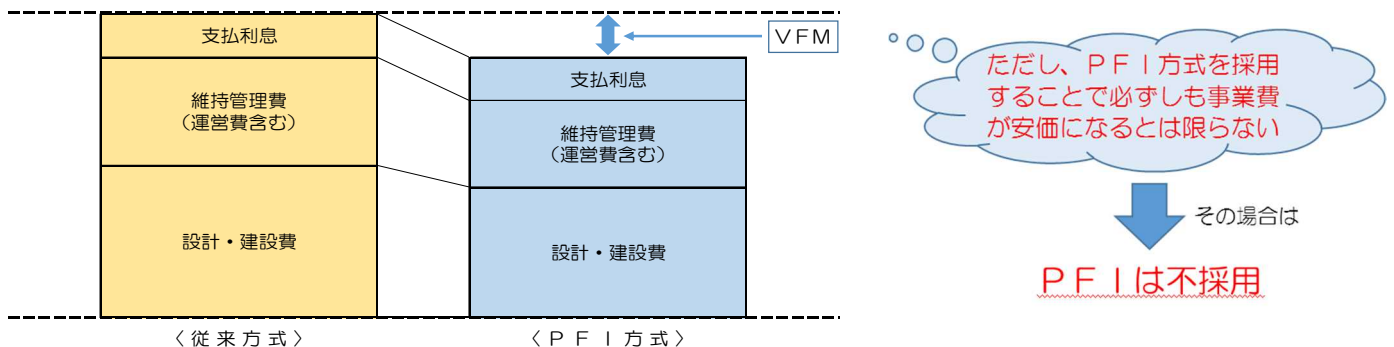 支払利息
維持管理費
（運営費含む）
設計・建設費
〈従来方式〉
ＶＦＭ
支払利息
維持管理費
（運営費含む）
設計・建設費
〈ＰＦＩ方式〉
ただし、ＰＦＩ方式を採用
することで必ずしも事業費
が安価になるとは限らない
その場合は
ＰＦＩは不採用